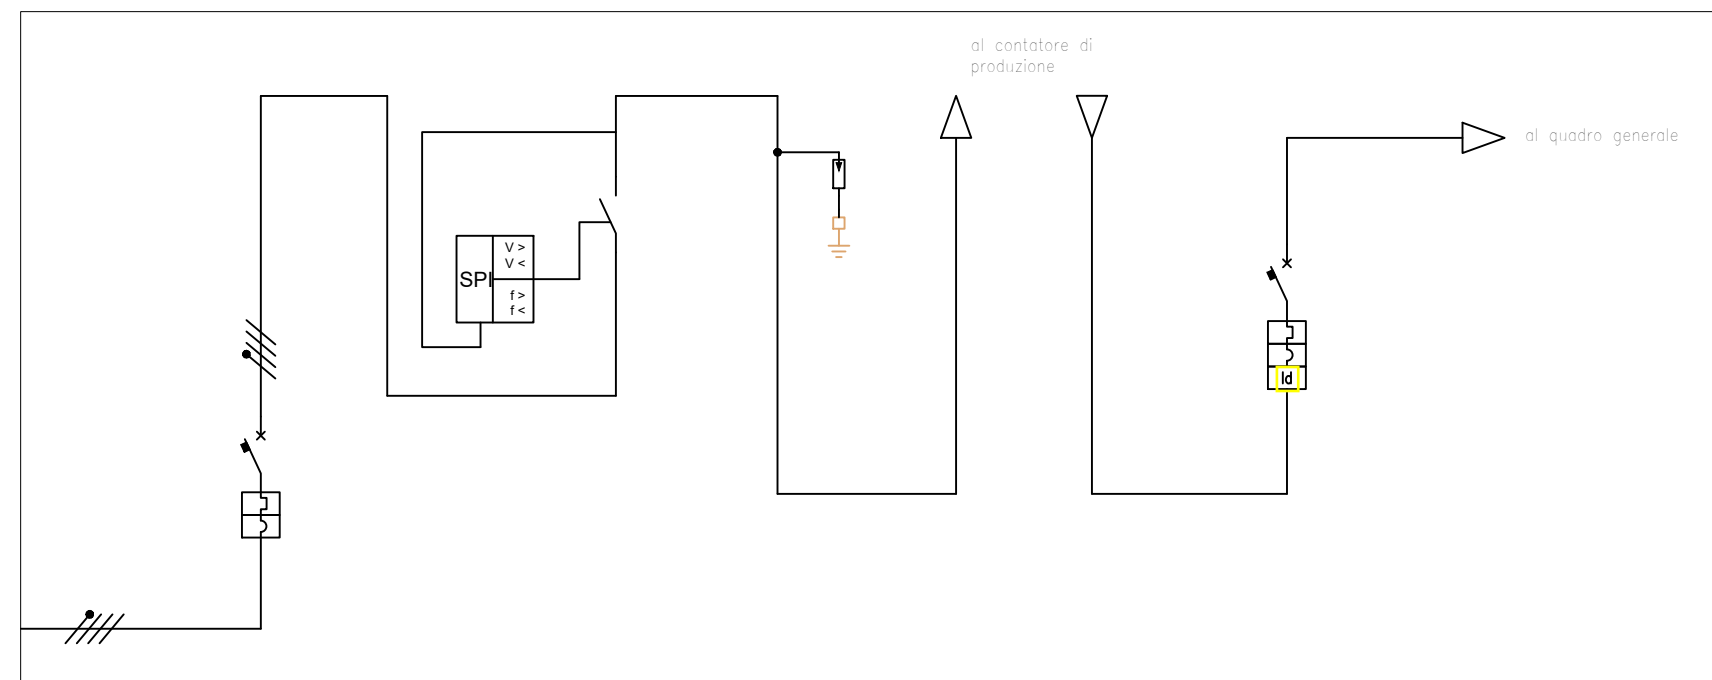 al contatore di
produzione
al quadro generale
V >
V <
SPI
f >
f <
Id